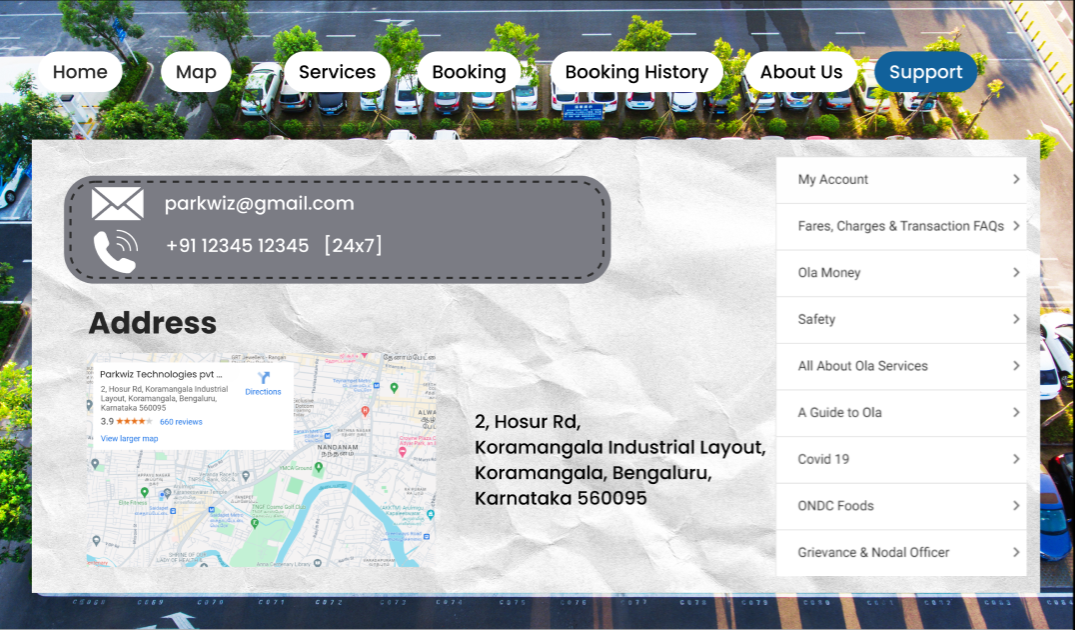 Home
Map
Services
Booking
Booking History
About Us
Support
parkwiz@gmail.com
+91 12345 12345 [24x7]
Address
Parkwiz Technologies pvt ...
2, Hosur Rd, Koramangala Industrial
Layout, Koramangala, Bengaluru,
Karnataka 560095
Directions
3.9
660 reviews
View larger map
NANDANAM
நந்தனம்
2, Hosur Rd,
Koramangala Industrial Layout,
Koramangala, Bengaluru,
Karnataka 560095
My Account
Fares, Charges & Transaction FAQs
Ola Money
Safety
All About Ola Services
A Guide to Ola
Covid 19
ONDC Foods
Grievance & Nodal Officer